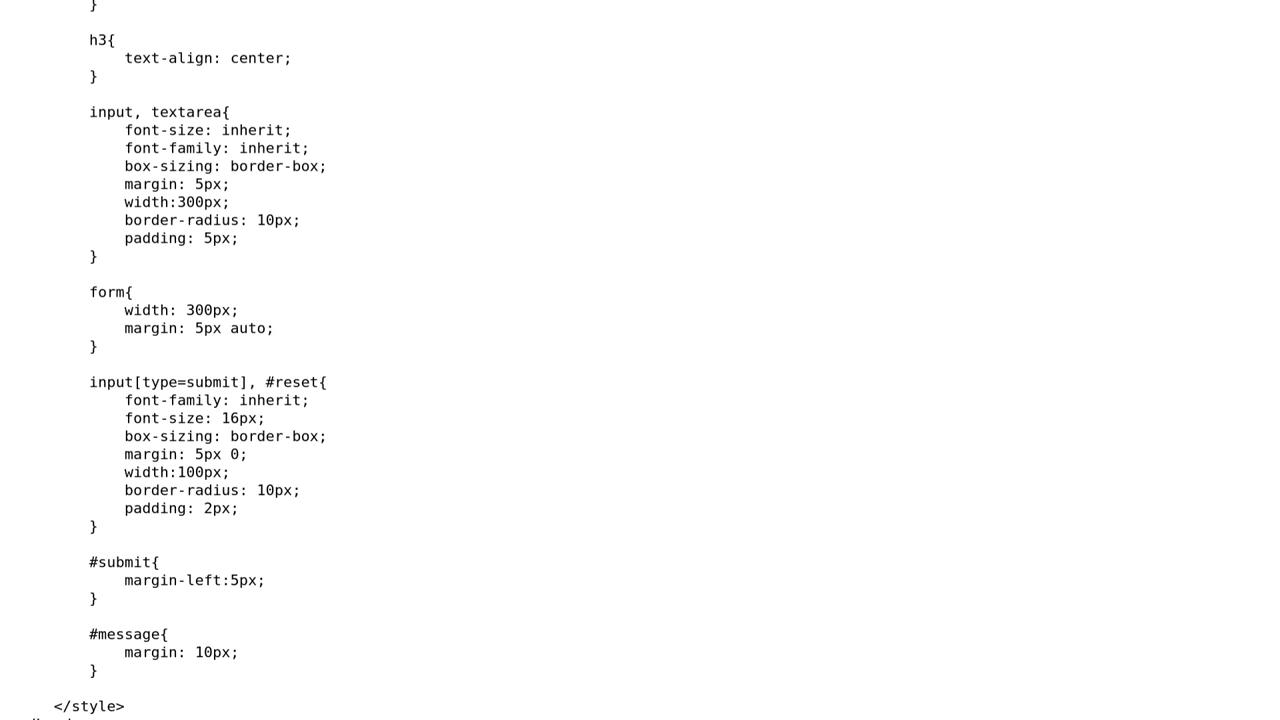 }
h3{
text-align: center;
}
input, textarea{
font-size: inherit;
font-family: inherit;
box-sizing: border-box;
margin: 5px;
width:300px;
border-radius: 10px;
padding: 5px;
}
form{
width: 300px;
margin: 5px auto;
}
input[type=submit], #reset{
font-family: inherit;
font-size: 16px;
box-sizing: border-box;
margin: 5px 0;
width:100px;
border-radius: 10px;
padding: 2px;
}
#submit{
margin-left:5px;
}
#message{
margin: 10px;
}
</style>